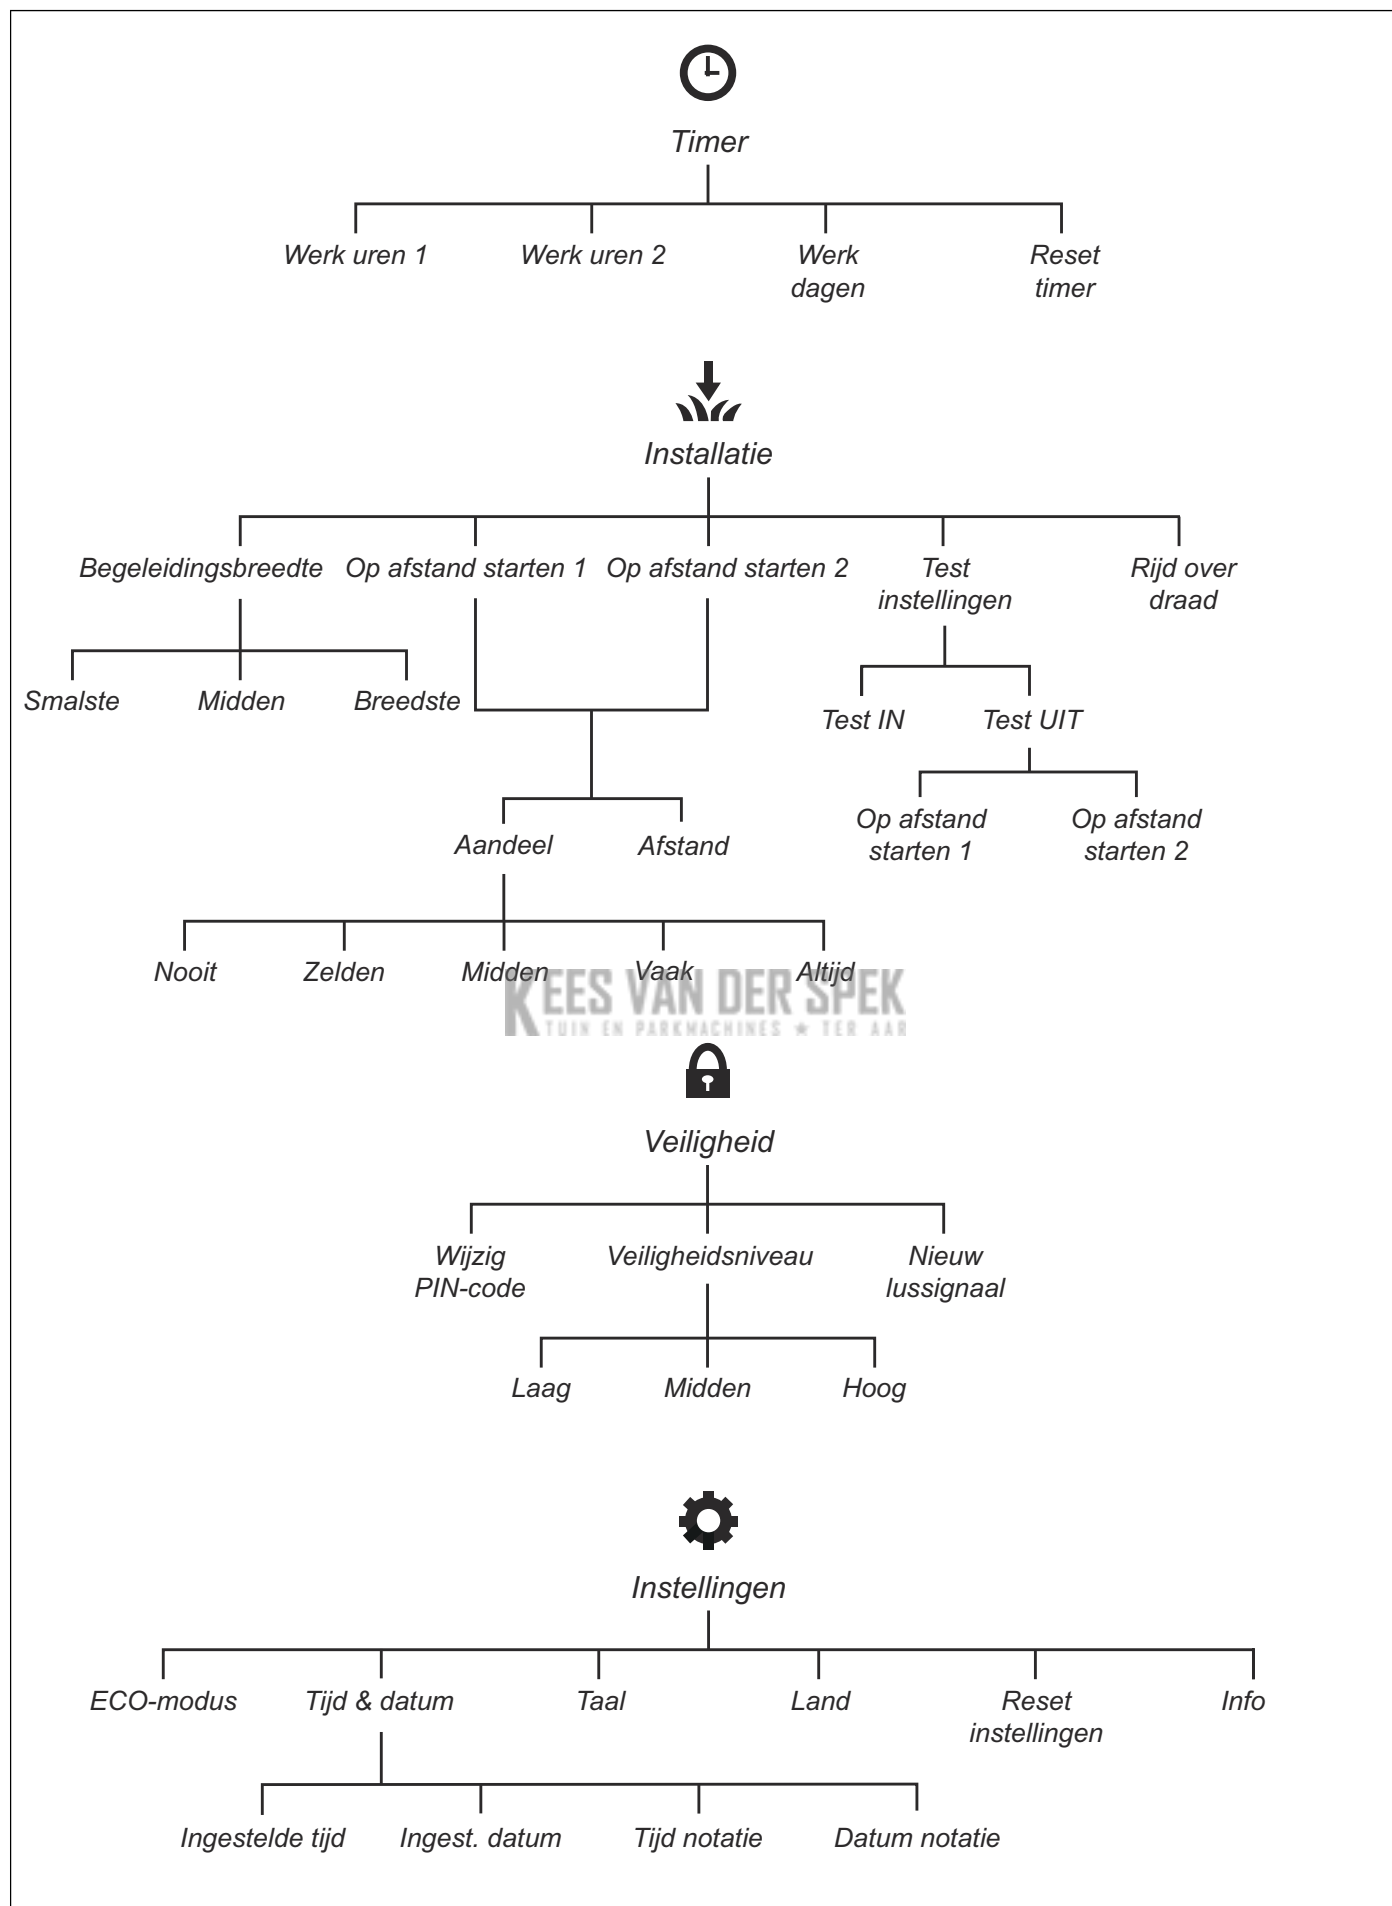 Timer
Werk uren 1
Werk uren 2
Werk
dagen
Reset
timer
Installatie
Begeleidingsbreedte
Op afstand starten 1
Op afstand starten 2
Test
instellingen
Rijd over
draad
Smalste
Midden
Breedste
Test IN
Test UIT
Op afstand
starten 1
Op afstand
starten 2
Aandeel
Afstand
Nooit
Zelden
Midden
Vaak
Altijd
KEES VAN DER SPEK
TUIN EN PARKMACHINES ★ TER AAR
Veiligheid
Wijzig
PIN-code
Veiligheidsniveau
Nieuw
lussignaal
Laag
Midden
Hoog
Instellingen
ECO-modus
Tijd & datum
Taal
Land
Reset
instellingen
Info
Ingestelde tijd
Ingest. datum
Tijd notatie
Datum notatie